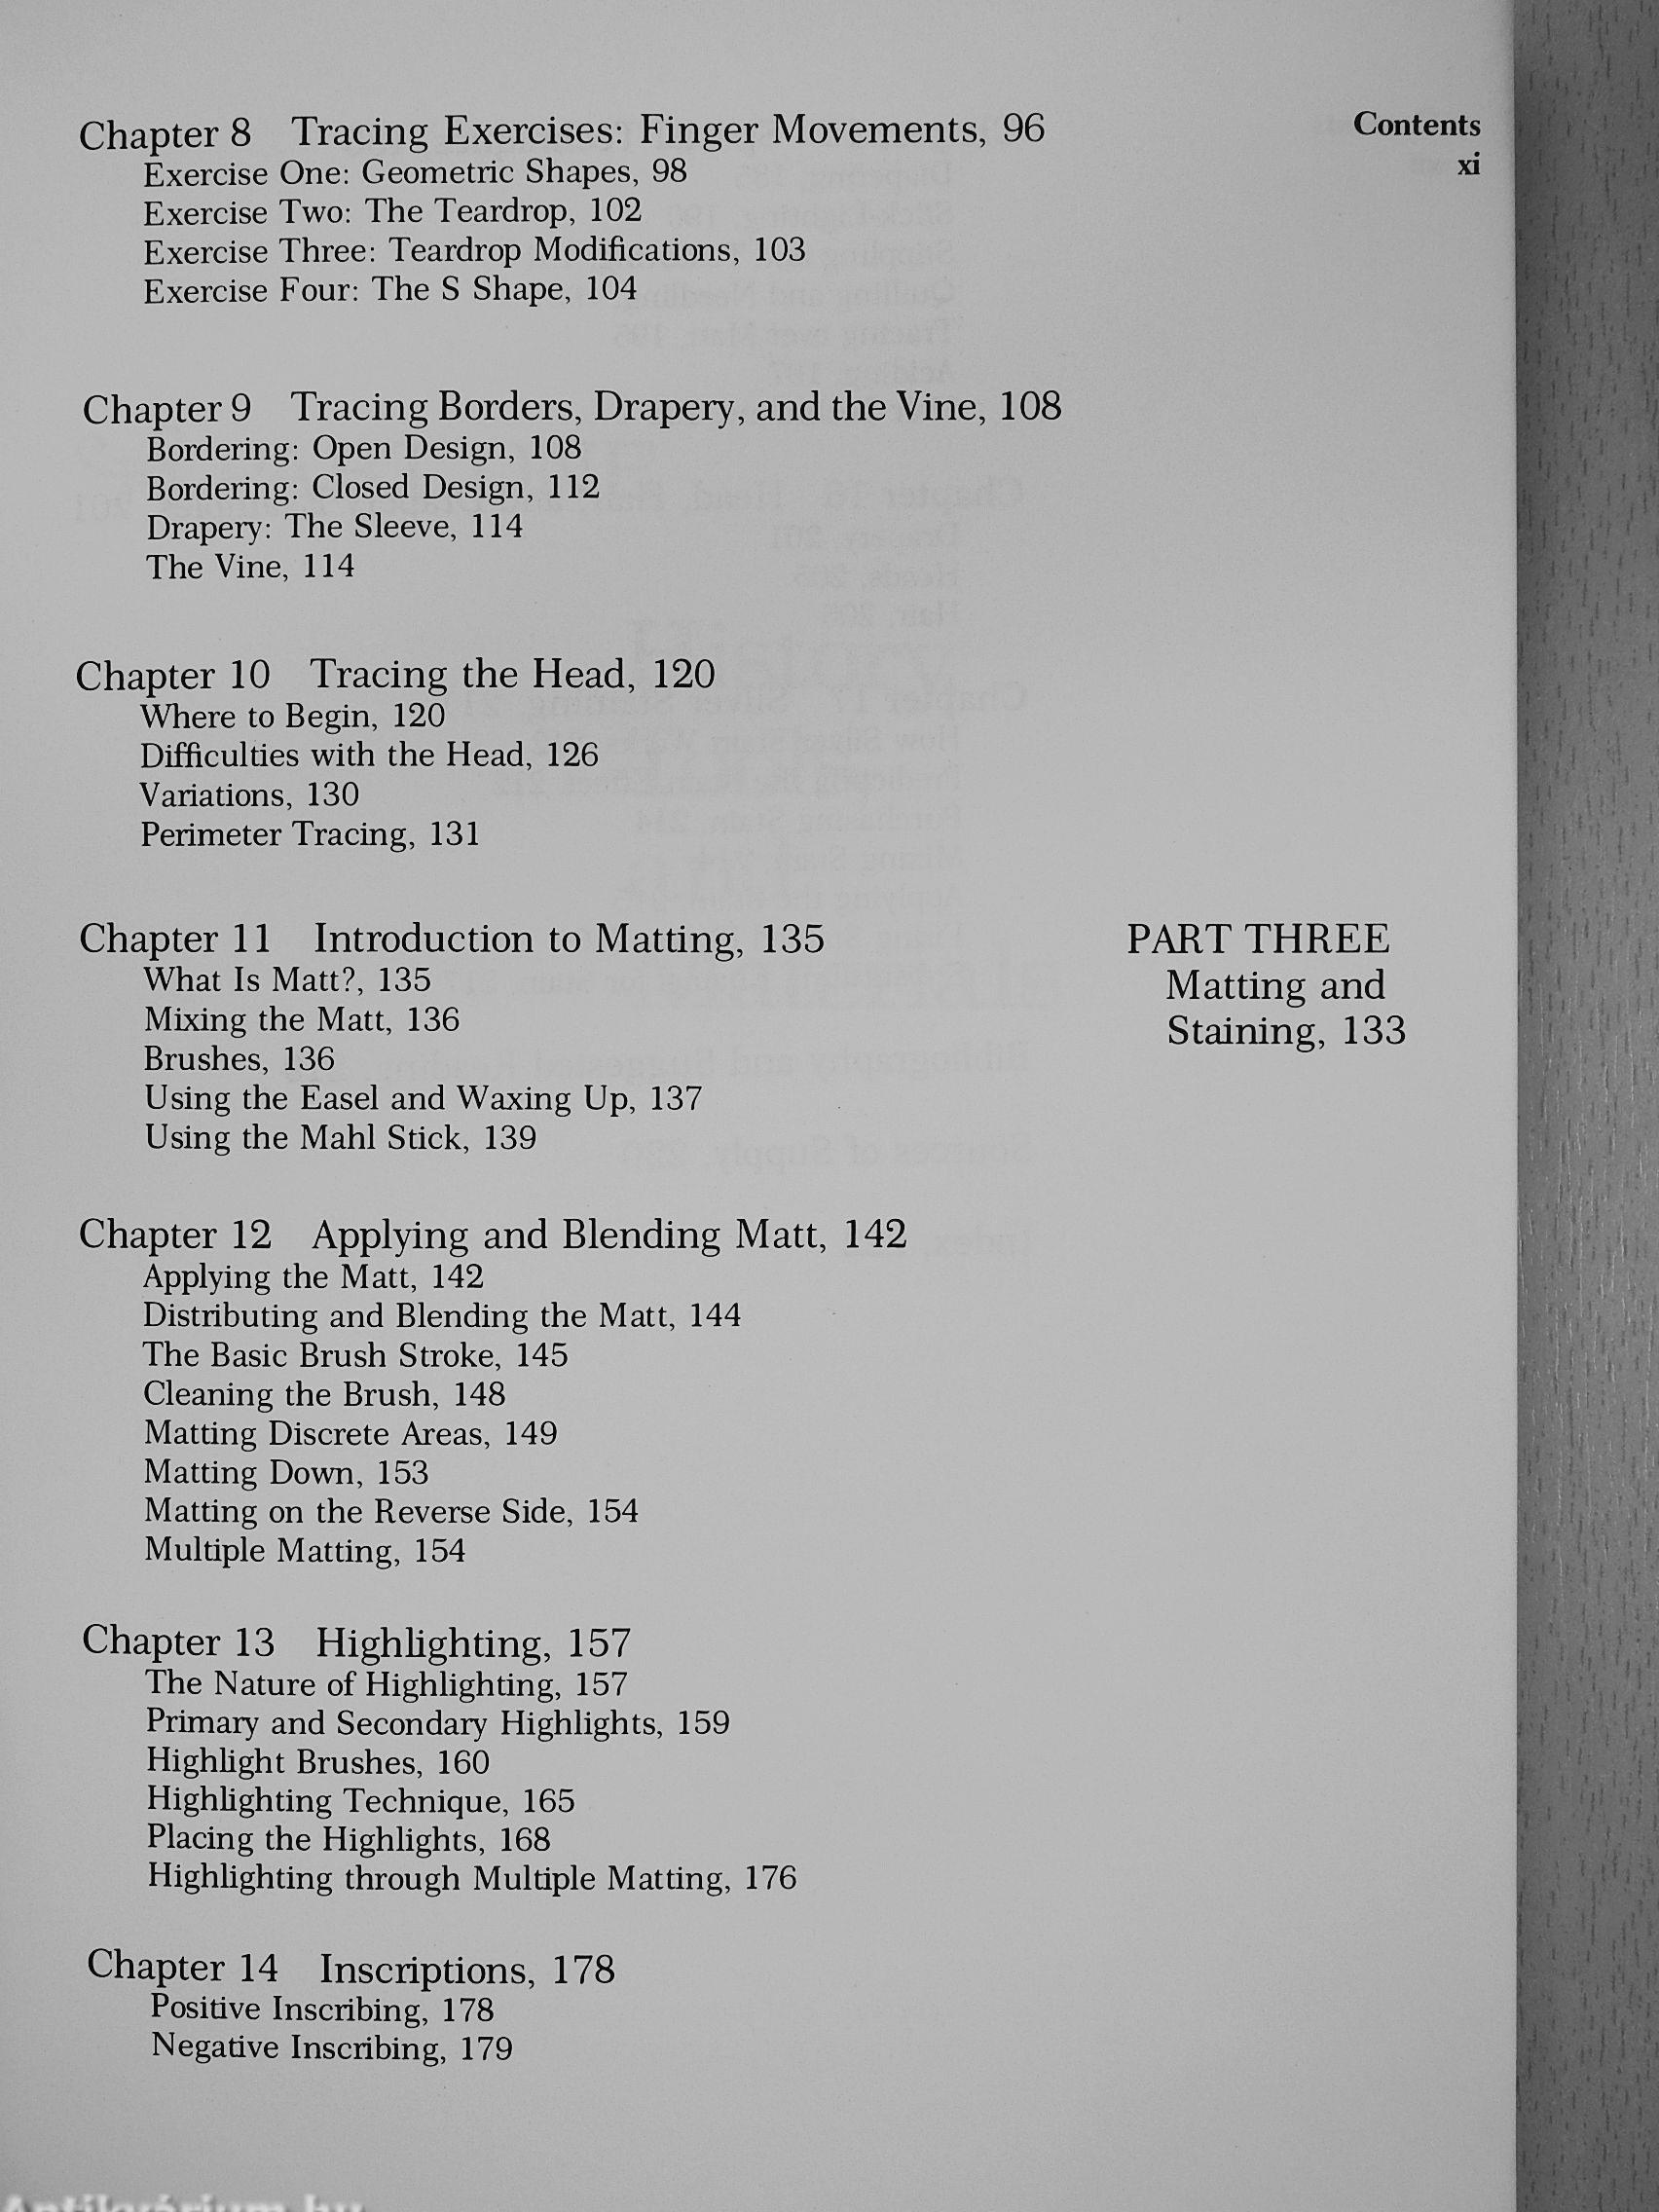 Contents
xi
Chapter 8 Tracing Exercises: Finger Movements, 96
Exercise One: Geometric Shapes, 98
Exercise Two: The Teardrop, 102
Exercise Three: Teardrop Modifications, 103
Exercise Four: The S Shape, 104
Chapter 9 Tracing Borders, Drapery, and the Vine, 108
Bordering: Open Design, 108
Bordering: Closed Design, 112
Drapery: The Sleeve, 114
The Vine, 114
Chapter 10 Tracing the Head, 120
Where to Begin, 120
Difficulties with the Head, 126
Variations, 130
Perimeter Tracing, 131
PART THREE
Matting and
Staining, 133
Chapter 11 Introduction to Matting, 135
What Is Matt?, 135
Mixing the Matt, 136
Brushes, 136
Using the Easel and Waxing Up, 137
Using the Mahl Stick, 139
Chapter 12 Applying and Blending Matt, 142
Applying the Matt, 142
Distributing and Blending the Matt, 144
The Basic Brush Stroke, 145
Cleaning the Brush, 148
Matting Discrete Areas, 149
Matting Down, 153
Matting on the Reverse Side, 154
Multiple Matting, 154
Chapter 13 Highlighting, 157
The Nature of Highlighting, 157
Primary and Secondary Highlights, 159
Highlight Brushes, 160
Highlighting Technique, 165
Placing the Highlights, 168
Highlighting through Multiple Matting, 176
Chapter 14 Inscriptions, 178
Positive Inscribing, 178
Negative Inscribing, 179
Antikvárium.hu